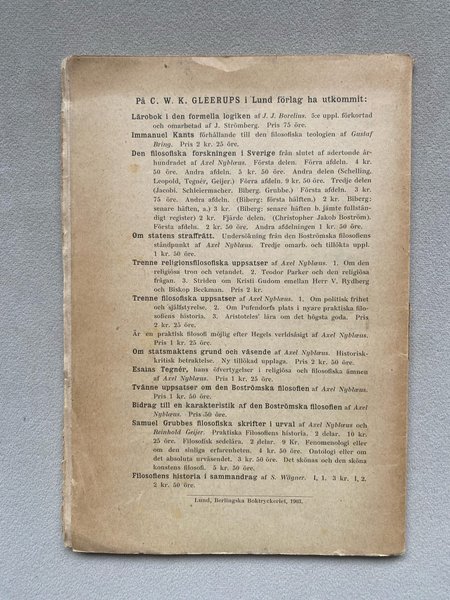 På C. W. K. GLEERUPS i Lund förlag ha utkommit:
Lärobok i den formella logiken af J. J. Borelius. 5:e uppl. förkortad
och omarbetad af J. Strömberg. Pris 75 öre.
Immanuel Kants förhållande till den filosofiska teologien af Gustaf
Bring. Pris 2 kr. 25 öre.
Den filosofiska forskningen i Sverige från slutet af adertonde år-
hundradet af Axel Nyblæus. Första delen. Förra afdeln. 4 kr.
50 öre. Andra afdeln. 5 kr. 50 öre. Andra delen (Schelling,
Leopold, Tegnér, Geijer.) Förra afdeln. 9 kr. 50 öre. Tredje delen
(Jacobi. Schleiermacher. Biberg. Grubbe.) Första afdeln. 3 kr.
75 öre. Andra afdeln. (Biberg: första hälften.) 2 kr. (Biberg:
senare häften, a.) 3 kr. (Biberg: senare häften b. jämte fullstän-
digt register) 2 kr. Fjärde delen. (Christopher Jakob Boström).
Första afdeln. 2 kr. 50 öre. Andra afdelningen 1 kr. 50 öre.
Om statens straffrätt. Undersökning från den Boströmska filosofiens
ståndpunkt af Axel Nyblæus. Tredje omarb. och tillökta uppl.
1 kr. 50 öre.
Trenne religionsfilosofiska uppsatser af Axel Nyblæus. 1. Om den
religiösa tron och vetandet. 2. Teodor Parker och den religiösa
frågan. 3. Striden om Kristi Gudom emellan Herr V. Rydberg
och Biskop Beckman. Pris 2 kr.
Trenne filosofiska uppsatser af Axel Nyblæus. 1. Om politisk frihet
och själfstyrelse. 2. Om Pufendorfs plats i nyare praktiska filo-
sofiens historia. 3. Aristoteles' lära om det högsta goda. Pris
2 kr. 25 öre.
Är en praktisk filosofi möjlig efter Hegels verldsåsigt af Axel Nyblæus.
Pris 1 kr. 50 öre.
Om statsmaktens grund och väsende af Axel Nyblæus. Historisk-
kritisk betraktelse. Ny tillökad upplaga. Pris 2 kr. 50 öre.
Esaias Tegnér, hans öfvertygelser i religiösa och filosofiska ämnen
af Axel Nyblæus. Pris 1 kr. 25 öre.
Tvänne uppsatser om den Boströmska filosofien af Axel Nyblæus.
Pris 1 kr. 50 öre.
Bidrag till en karakteristik af den Boströmska filosofien af Axel
Nyblæus. Pris 50 öre.
Samuel Grubbes filosofiska skrifter i urval af Axel Nyblæus och
Reinhold Geijer. Praktiska Filosofiens historia. 2 delar. 10 kr.
25 öre. Filosofisk sedelära. 2 delar. 9 Kr. Fenomenologi eller
om den sinliga erfarenheten. 4 kr. 50 öre. Ontologi eller om
det absoluta urväsendet. 3 kr. 50 öre. Det skönas och den sköna
konstens filosofi. 5 kr. 50 öre.
Filosofiens historia i sammandrag af S. Wägner. I, 1. 3 kr. I, 2.
2 kr. 50 öre.
Lund, Berlingska Boktryckeriet, 1903.